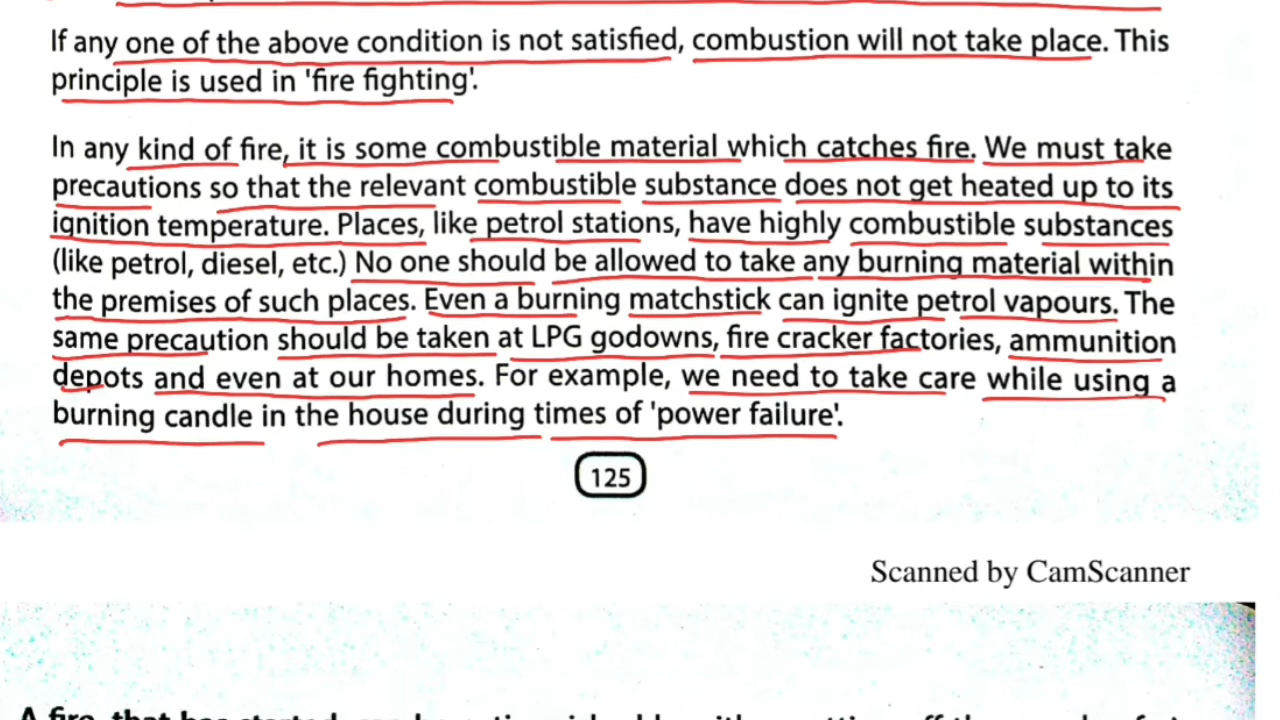 If any one of the above condition is not satisfied, combustion will not take place. This
principle is used in 'fire fighting'.
In any kind of fire, it is some combustible material which catches fire. We must take
precautions so that the relevant combustible substance does not get heated up to its
ignition temperature. Places, like petrol stations, have highly combustible substances
(like petrol, diesel, etc.) No one should be allowed to take any burning material within
the premises of such places. Even a burning matchstick can ignite petrol vapours. The
same precaution should be taken at LPG godowns, fire cracker factories, ammunition
depots and even at our homes. For example, we need to take care while using a
burning candle in the house during times of 'power failure'.
125
Scanned by CamScanner
A fire, that has started, can be